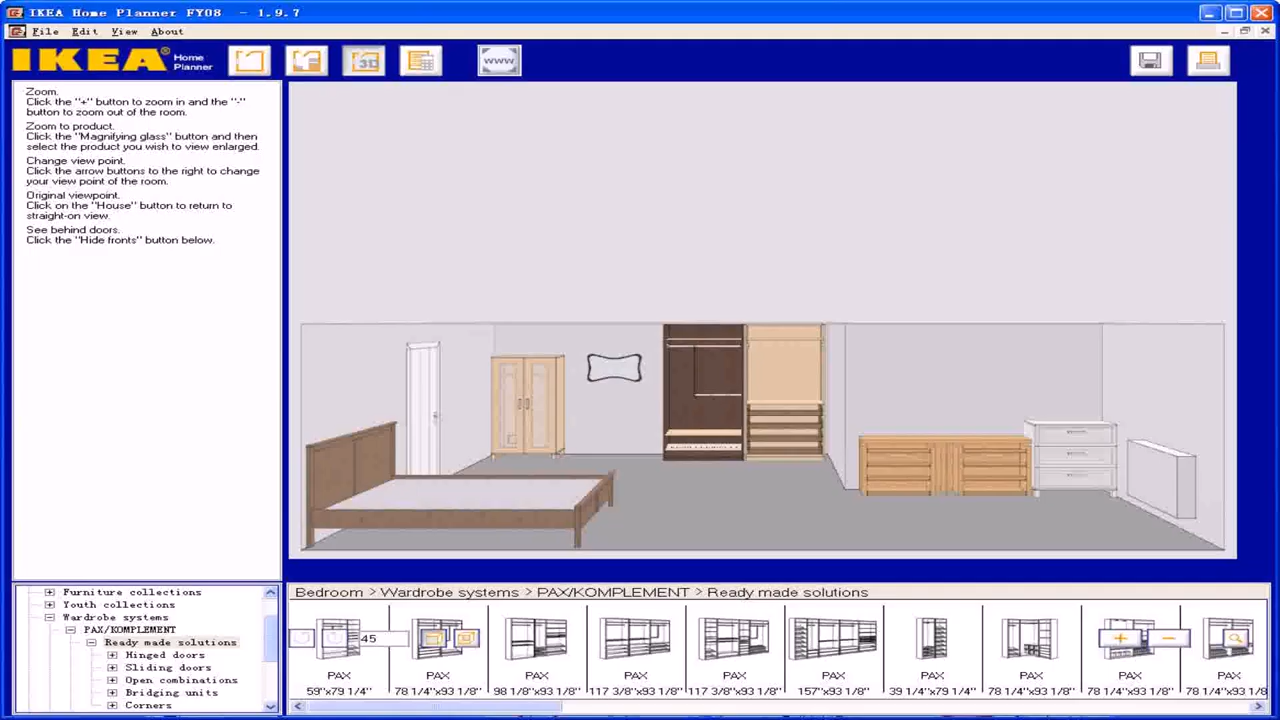 IKEA Home Planner FY08 - 1.9.7
File Edit View About
IKEA® Home Planner
3D
WWW
Zoom.
Click the "+" button to zoom in and the "-"
button to zoom out of the room.
Zoom to product.
Click the "Magnifying glass" button and then
select the product you wish to view enlarged.
Change view point.
Click the arrow buttons to the right to change
your view point of the room.
Original viewpoint.
Click on the "House" button to return to
straight-on view.
See behind doors.
Click the "Hide fronts" button below.
Furniture collections
Youth collections
Wardrobe systems
PAX/KOMPLEMENT
Ready made solutions
Hinged doors
Sliding doors
Open combinations
Bridging units
Corners
Bedroom > Wardrobe systems > PAX/KOMPLEMENT > Ready made solutions
45
PAX PAX PAX PAX PAX PAX PAX PAX PAX PAX
59"x79 1/4" 78 1/4"x93 1/8" 98 1/8"x93 1/8" 117 3/8"x93 1/8" 117 3/8"x93 1/8" 157"x93 1/8" 39 1/4"x79 1/4" 78 1/4"x93 1/8" 78 1/4"x93 1/8" 78 1/4"x93 1/8